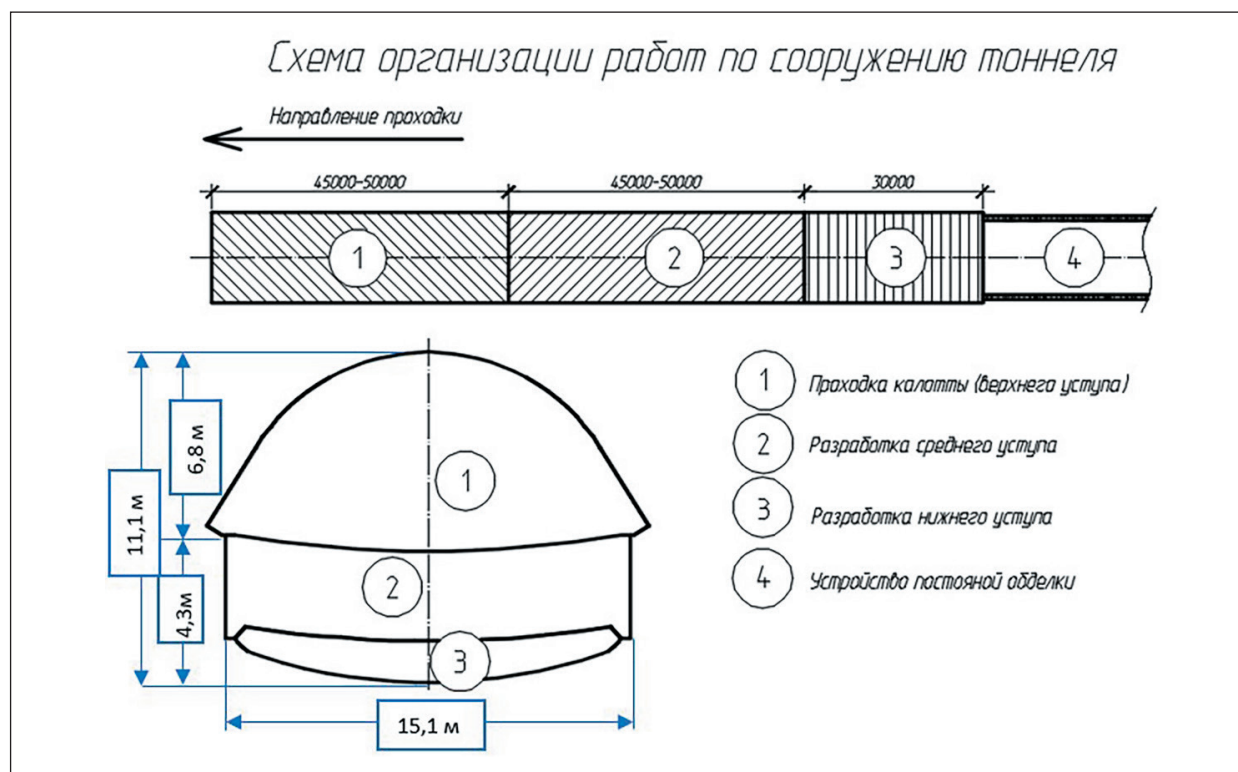 Схема организации работ по сооружению тоннеля
Направление проходки
45000-50000
45000-50000
30000
1
2
3
4
6,8 м
11,1 м
4,3м
1
2
3
15,1 м
1 Проходка калотты (верхнего уступа)
2 Разработка среднего уступа
3 Разработка нижнего уступа
4 Устройство постояной обделки